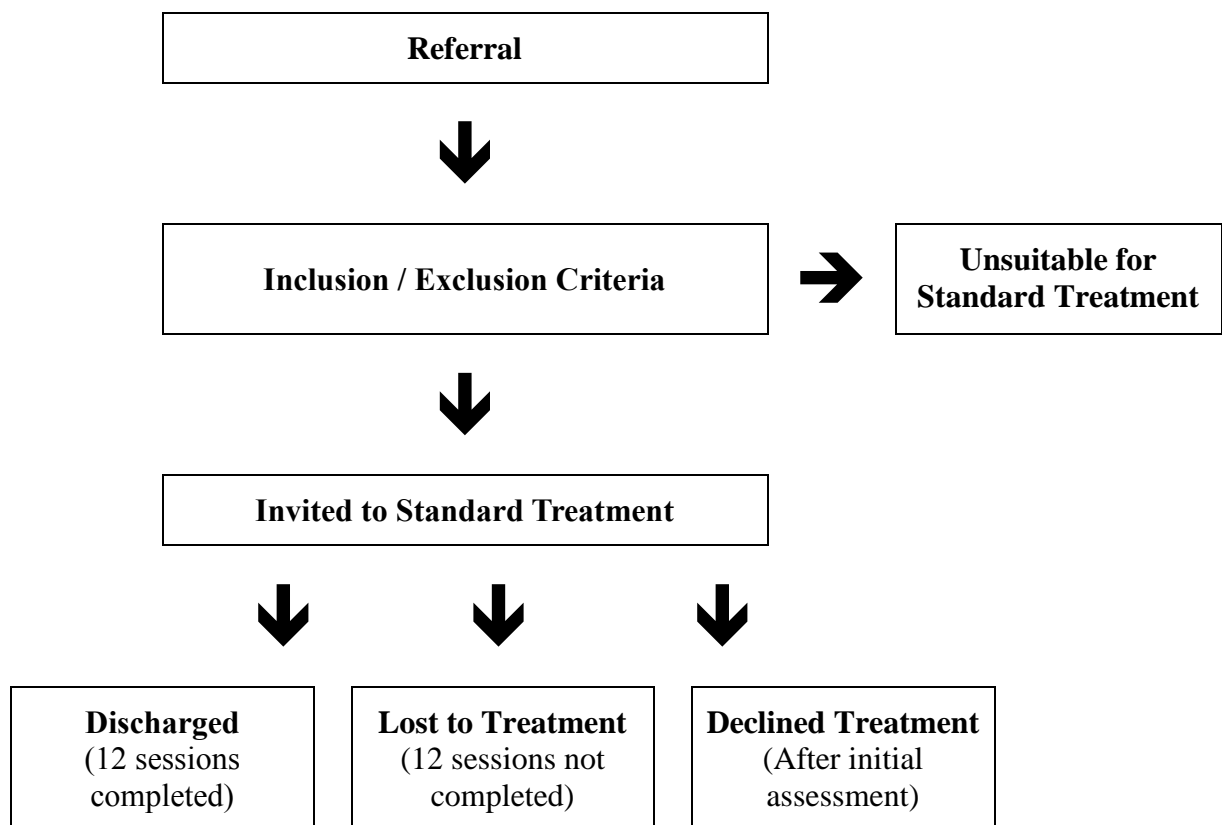 Referral
Inclusion / Exclusion Criteria
Unsuitable for
Standard Treatment
Invited to Standard Treatment
Discharged
(12 sessions
completed)
Lost to Treatment
(12 sessions not
completed)
Declined Treatment
(After initial
assessment)